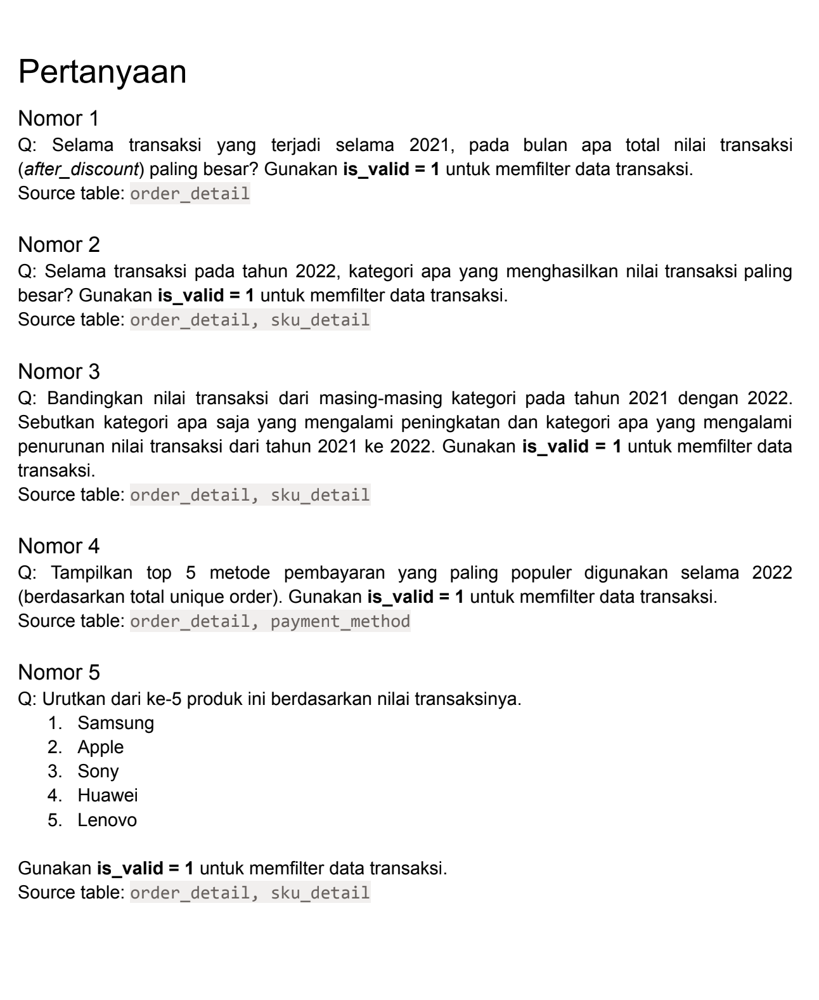 Pertanyaan
Nomor 1
Q: Selama transaksi yang terjadi selama 2021, pada bulan apa total nilai transaksi
(after_discount) paling besar? Gunakan is_valid = 1 untuk memfilter data transaksi.
Source table: order_detail
Nomor 2
Q: Selama transaksi pada tahun 2022, kategori apa yang menghasilkan nilai transaksi paling
besar? Gunakan is_valid = 1 untuk memfilter data transaksi.
Source table: order_detail, sku_detail
Nomor 3
Q: Bandingkan nilai transaksi dari masing-masing kategori pada tahun 2021 dengan 2022.
Sebutkan kategori apa saja yang mengalami peningkatan dan kategori apa yang mengalami
penurunan nilai transaksi dari tahun 2021 ke 2022. Gunakan is_valid = 1 untuk memfilter data
transaksi.
Source table: order_detail, sku_detail
Nomor 4
Q: Tampilkan top 5 metode pembayaran yang paling populer digunakan selama 2022
(berdasarkan total unique order). Gunakan is_valid = 1 untuk memfilter data transaksi.
Source table: order_detail, payment_method
Nomor 5
Q: Urutkan dari ke-5 produk ini berdasarkan nilai transaksinya.
1. Samsung
2. Apple
3. Sony
4. Huawei
5. Lenovo
Gunakan is_valid = 1 untuk memfilter data transaksi.
Source table: order_detail, sku_detail